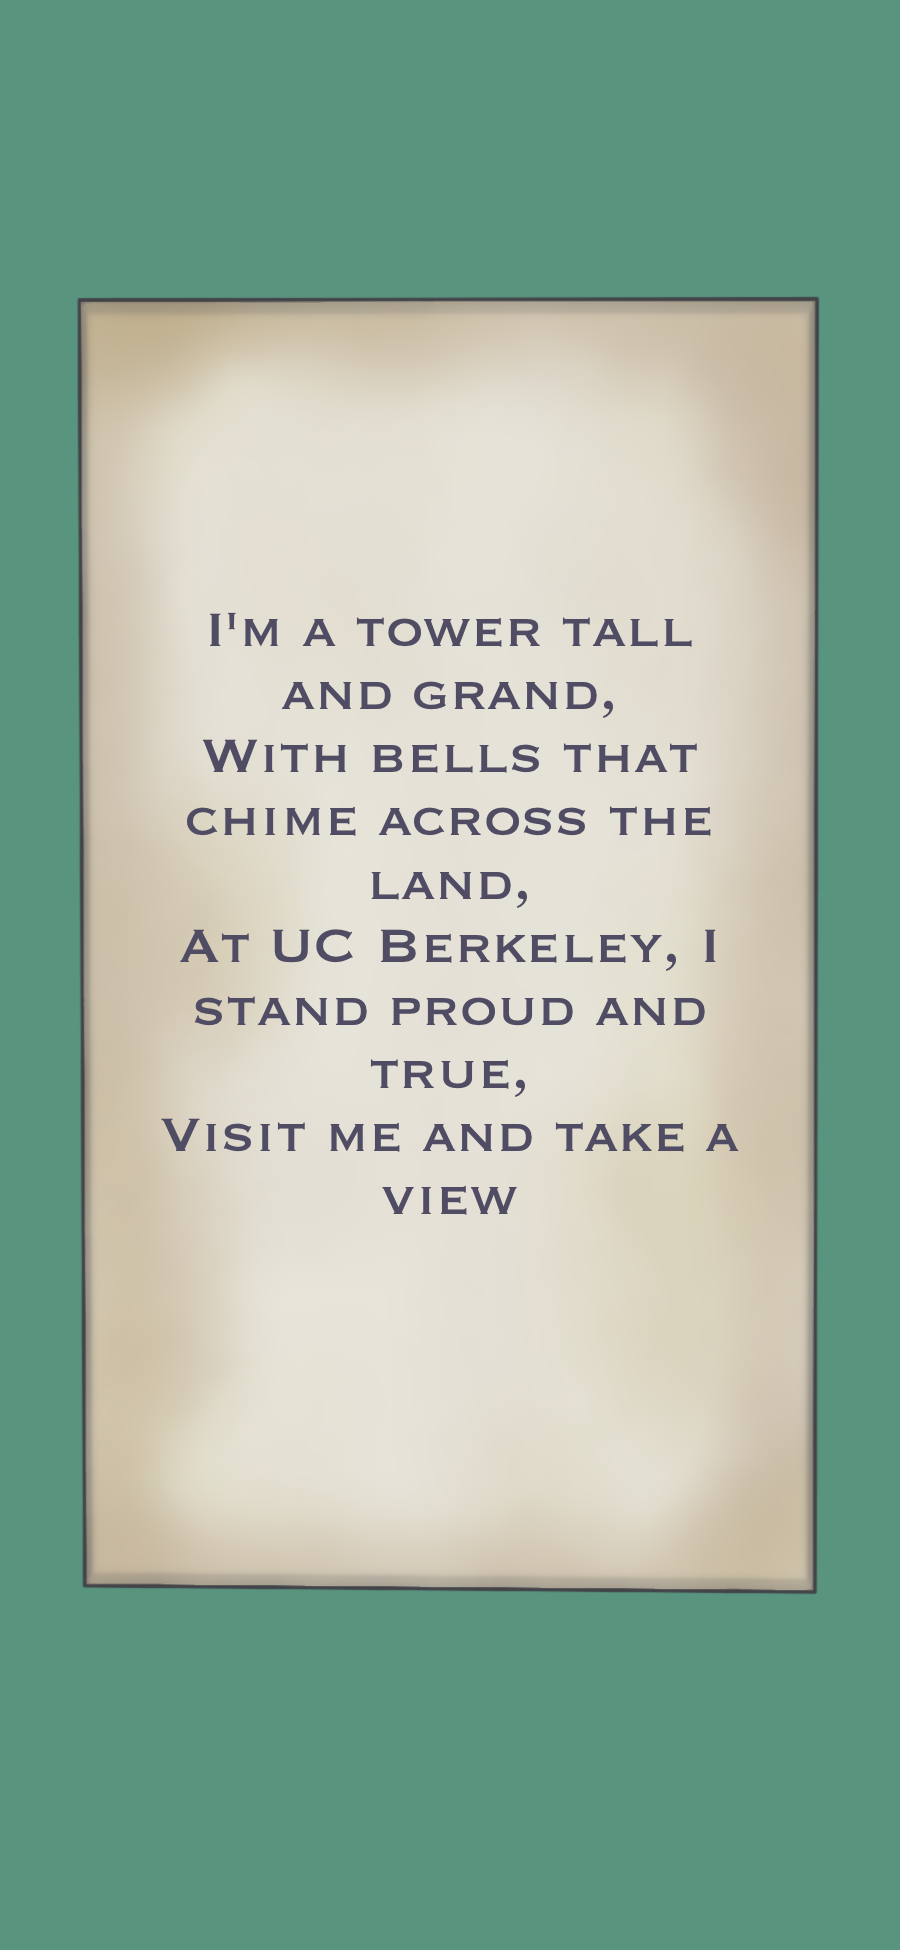 I'm a tower tall
and grand,
With bells that
chime across the
land,
At UC Berkeley, I
stand proud and
true,
Visit me and take a
view